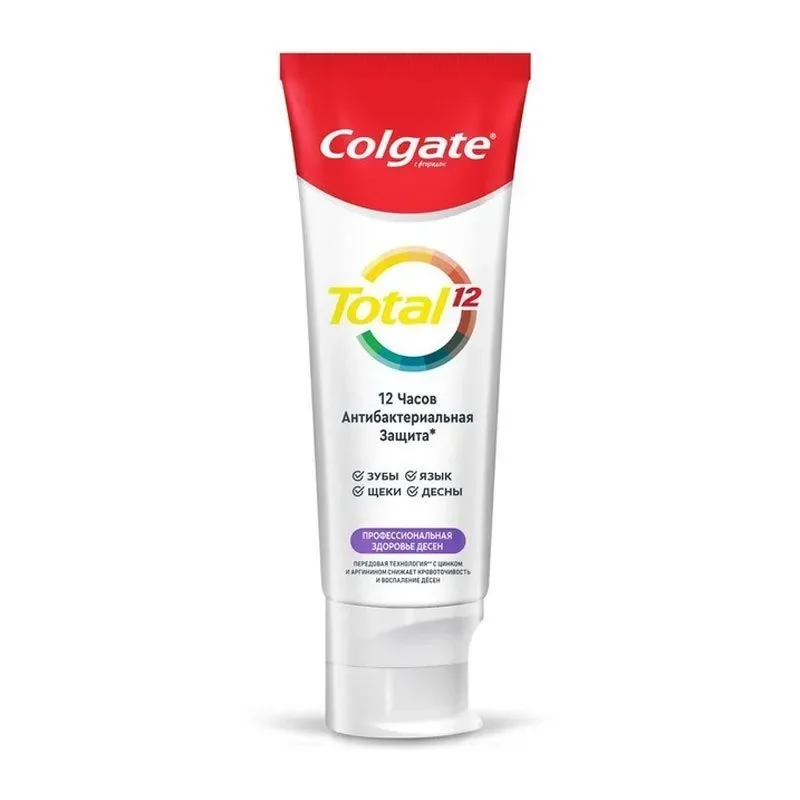 Colgate®
с фторидом
Total 12
12 Часов
Антибактериальная
Защита*
ЗУБЫ ЯЗЫК
ЩЕКИ ДЕСНЫ
ПРОФЕССИОНАЛЬНАЯ
ЗДОРОВЬЕ ДЕСЕН
ПЕРЕДОВАЯ ТЕХНОЛОГИЯ** С ЦИНКОМ
И АРГИНИНОМ СНИЖАЕТ КРОВОТОЧИВОСТЬ
И ВОСПАЛЕНИЕ ДЁСЕН